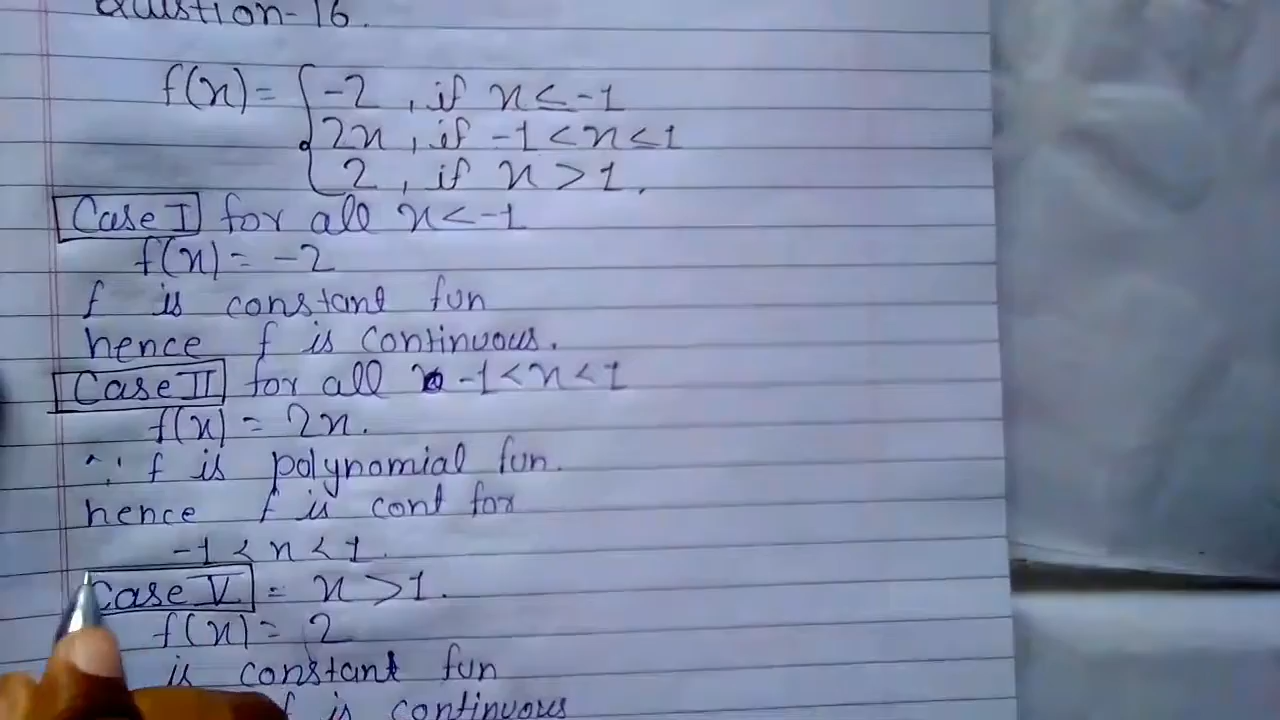 Question-16.
f(x) = { -2 , if x ≤ -1
2x , if -1 < x < 1
2 , if x > 1.
Case I for all x < -1
f(x) = -2
f is constant fun
hence f is continuous.
Case II for all -1 < x < 1
f(x) = 2x.
∵ f is polynomial fun.
hence f is cont for
-1 < x < 1.
Case V = x > 1.
f(x) = 2
is constant fun
f is continuous